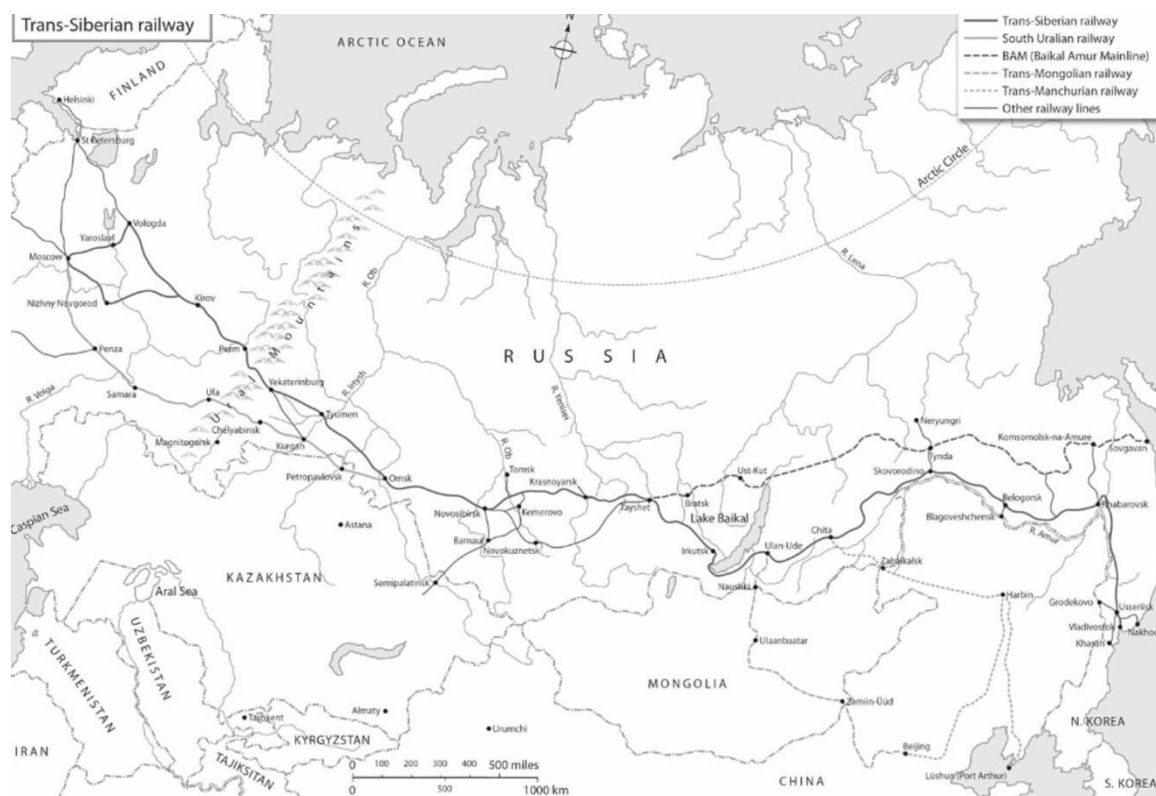 Trans-Siberian railway
ARCTIC OCEAN
N
Trans-Siberian railway
South Uralian railway
BAM (Baikal Amur Mainline)
Trans-Mongolian railway
Trans-Manchurian railway
Other railway lines
FINLAND
Helsinki
St Petersburg
Arctic Circle
Vologda
Yaroslavl
Moscow
R. Ob
R. Lena
Nizhny Novgorod
Kirov
Ural Mountains
Penza
Perm
RUSSIA
R. Volga
Samara
Ufa
Yekaterinburg
R. Irtysh
R. Yenisei
Tyumen
Chelyabinsk
Magnitogorsk
Kurgan
Neryungri
Komsomolsk-na-Amure
Sovgavan
Tynda
R. Ob
Petropavlovsk
Omsk
Tomsk
Krasnoyarsk
Ust-Kut
Skovorodino
Novosibirsk
Kemerovo
Tayshet
Bratsk
Belogorsk
Khabarovsk
Caspian Sea
Astana
Lake Baikal
Blagoveshchensk
R. Amur
Barnaul
Novokuznetsk
Irkutsk
Ulan-Ude
Chita
Zabaikalsk
KAZAKHSTAN
Semipalatinsk
Naushki
Aral Sea
Harbin
Grodekovo
Usseriisk
Vladivostok
Nakhod
Khasan
UZBEKISTAN
TURKMENISTAN
Ulaanbaatar
MONGOLIA
Zamiin-Üüd
Almaty
Tashkent
Urumchi
KYRGYZSTAN
N. KOREA
IRAN
TAJIKSITAN
Beijing
Lüshun (Port Arthur)
CHINA
S. KOREA
0 100 200 300 400 500 miles
0 500 1000 km